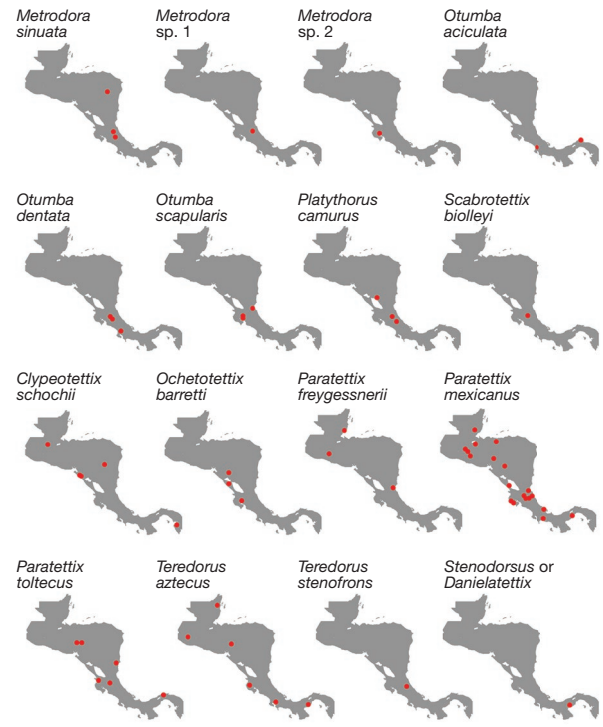 Metrodora
sinuata
Metrodora
sp. 1
Metrodora
sp. 2
Otumba
aciculata
Otumba
dentata
Otumba
scapularis
Platythorus
camurus
Scabrotettix
biolleyi
Clypeotettix
schochii
Ochetotettix
barretti
Paratettix
freygessnerii
Paratettix
mexicanus
Paratettix
toltecus
Teredorus
aztecus
Teredorus
stenofrons
Stenodorsus or
Danielatettix